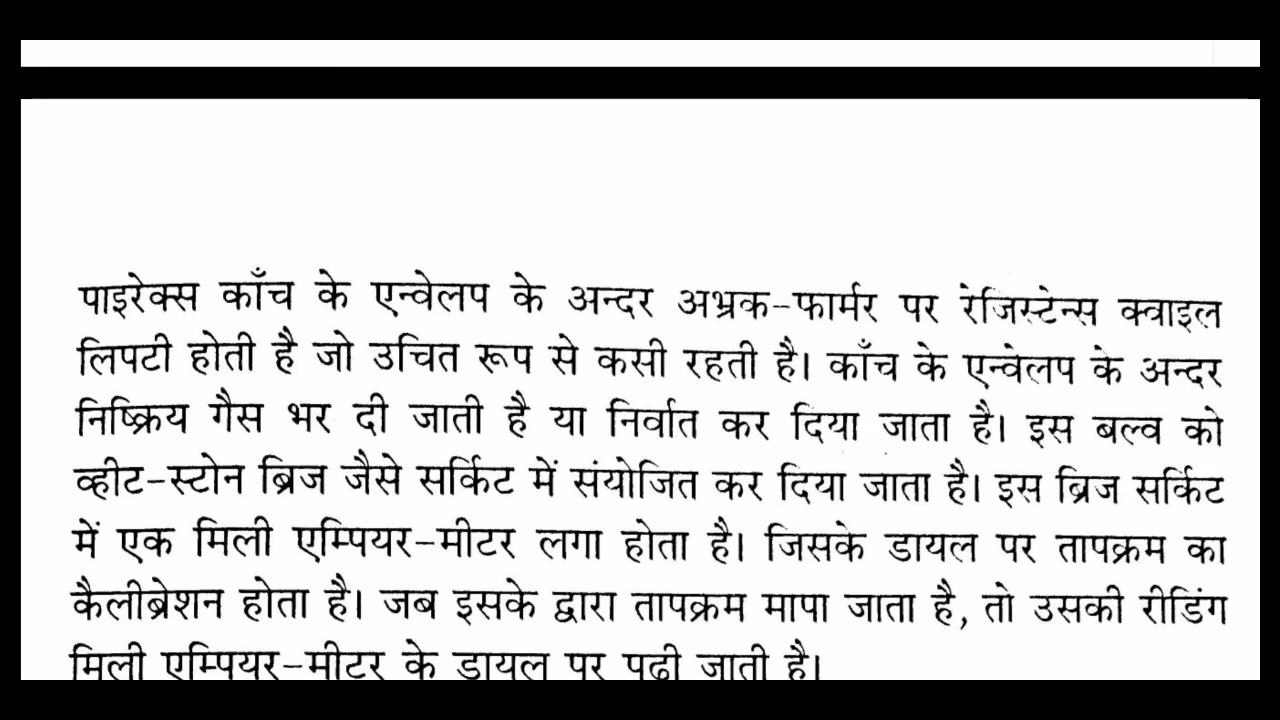 पाइरेक्स काँच के एन्वेलप के अन्दर अभ्रक-फार्मर पर रेजिस्टेन्स क्वाइल
लिपटी होती है जो उचित रूप से कसी रहती है। काँच के एन्वेलप के अन्दर
निष्क्रिय गैस भर दी जाती है या निर्वात कर दिया जाता है। इस बल्व को
व्हीट-स्टोन ब्रिज जैसे सर्किट में संयोजित कर दिया जाता है। इस ब्रिज सर्किट
में एक मिली एम्पियर-मीटर लगा होता है। जिसके डायल पर तापक्रम का
कैलीब्रेशन होता है। जब इसके द्वारा तापक्रम मापा जाता है, तो उसकी रीडिंग
मिली एम्पियर-मीटर के डायल पर पढी जाती है।